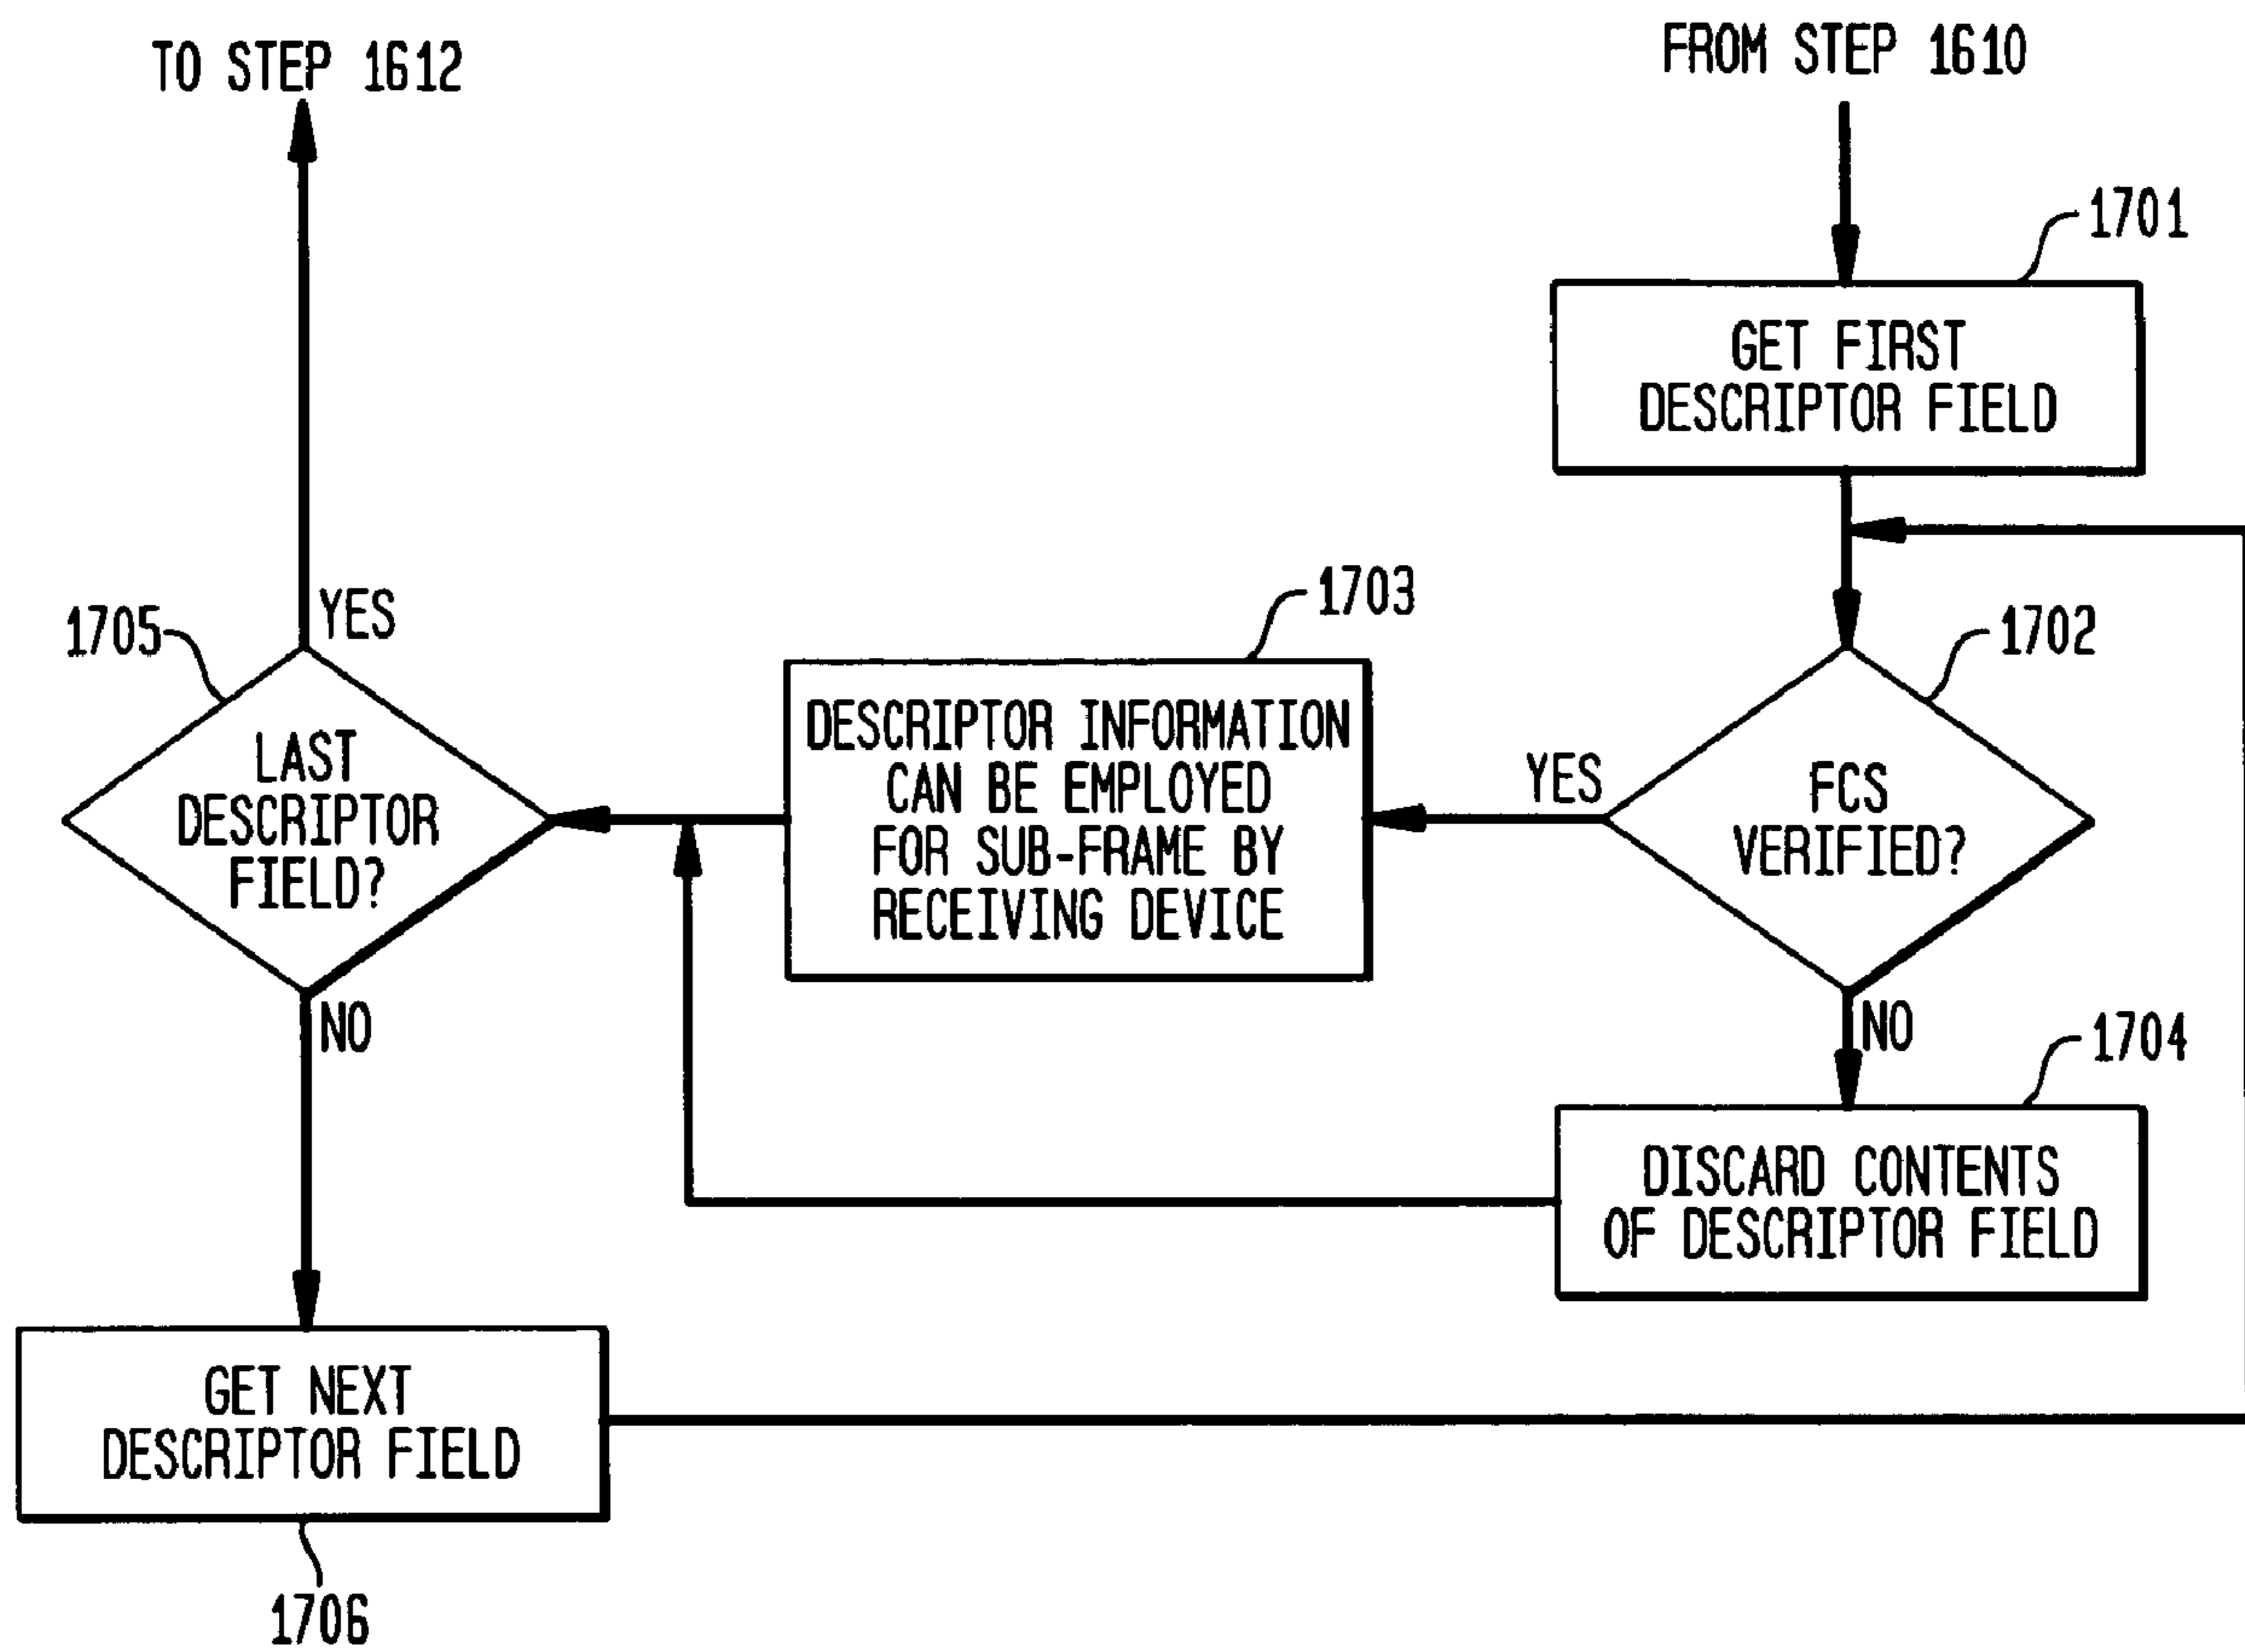 TO STEP 1612
FROM STEP 1610
1701
GET FIRST
DESCRIPTOR FIELD
1702
FCS
VERIFIED?
YES
NO
1703
DESCRIPTOR INFORMATION
CAN BE EMPLOYED
FOR SUB-FRAME BY
RECEIVING DEVICE
1704
DISCARD CONTENTS
OF DESCRIPTOR FIELD
1705
LAST
DESCRIPTOR
FIELD?
YES
NO
GET NEXT
DESCRIPTOR FIELD
1706